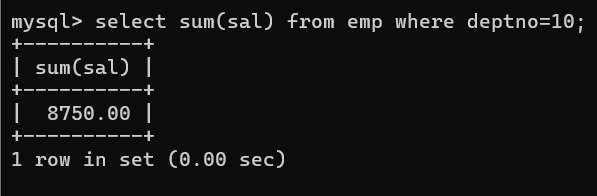 mysql> select sum(sal) from emp where deptno=10;
+----------+
| sum(sal) |
+----------+
|  8750.00 |
+----------+
1 row in set (0.00 sec)